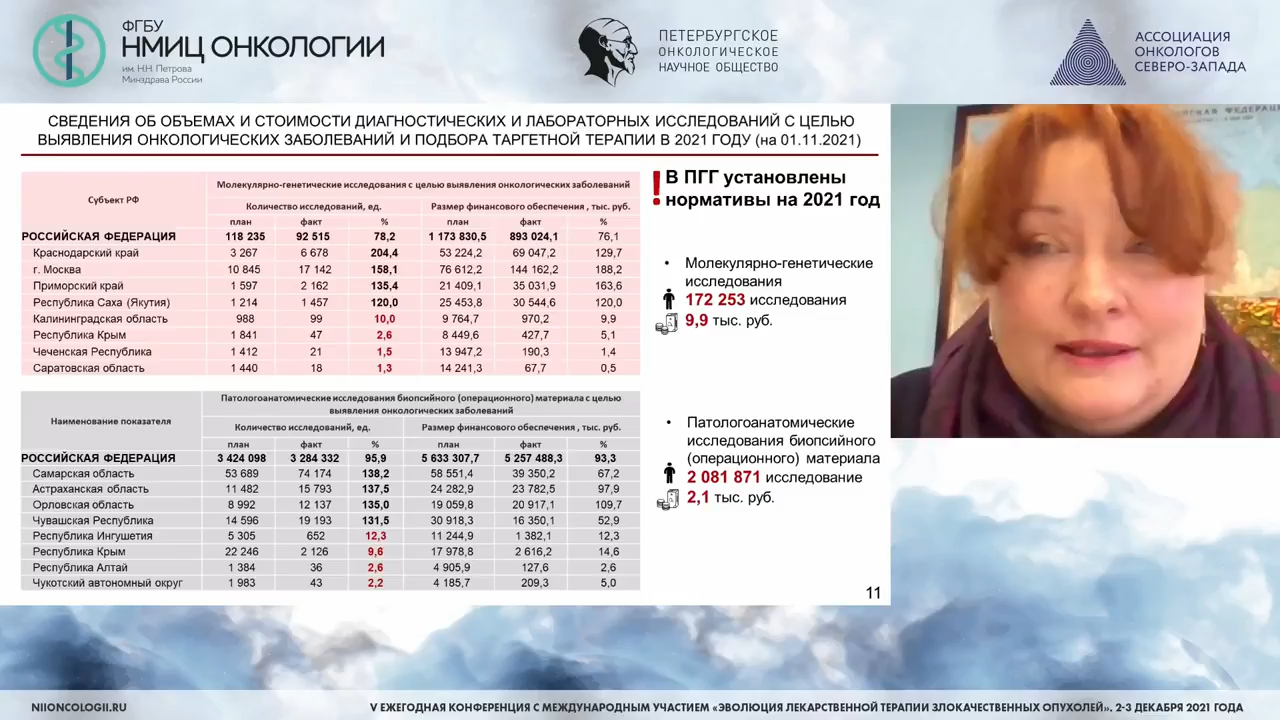 ФГБУ
НМИЦ ОНКОЛОГИИ
им. Н.Н. Петрова
Минздрава России
ПЕТЕРБУРГСКОЕ
ОНКОЛОГИЧЕСКОЕ
НАУЧНОЕ ОБЩЕСТВО
АССОЦИАЦИЯ
ОНКОЛОГОВ
СЕВЕРО-ЗАПАДА
СВЕДЕНИЯ ОБ ОБЪЕМАХ И СТОИМОСТИ ДИАГНОСТИЧЕСКИХ И ЛАБОРАТОРНЫХ ИССЛЕДОВАНИЙ С ЦЕЛЬЮ
ВЫЯВЛЕНИЯ ОНКОЛОГИЧЕСКИХ ЗАБОЛЕВАНИЙ И ПОДБОРА ТАРГЕТНОЙ ТЕРАПИИ В 2021 ГОДУ (на 01.11.2021)
Субъект РФ
Молекулярно-генетические исследования с целью выявления онкологических заболеваний
Количество исследований, ед. Размер финансового обеспечения , тыс. руб.
план факт % план факт %
РОССИЙСКАЯ ФЕДЕРАЦИЯ 118 235 92 515 78,2 1 173 830,5 893 024,1 76,1
Краснодарский край 3 267 6 678 204,4 53 224,2 69 047,2 129,7
г. Москва 10 845 17 142 158,1 76 612,2 144 162,2 188,2
Приморский край 1 597 2 162 135,4 21 409,1 35 031,9 163,6
Республика Саха (Якутия) 1 214 1 457 120,0 25 453,8 30 544,6 120,0
Калининградская область 988 99 10,0 9 764,7 970,2 9,9
Республика Крым 1 841 47 2,6 8 449,6 427,7 5,1
Чеченская Республика 1 412 21 1,5 13 947,2 190,3 1,4
Саратовская область 1 440 18 1,3 14 241,3 67,7 0,5
Наименование показателя
Патологоанатомические исследования биопсийного (операционного) материала с целью
выявления онкологических заболеваний
Количество исследований, ед. Размер финансового обеспечения , тыс. руб.
план факт % план факт %
РОССИЙСКАЯ ФЕДЕРАЦИЯ 3 424 098 3 284 332 95,9 5 633 307,7 5 257 488,3 93,3
Самарская область 53 689 74 174 138,2 58 551,4 39 350,2 67,2
Астраханская область 11 482 15 793 137,5 24 282,9 23 782,5 97,9
Орловская область 8 992 12 137 135,0 19 059,8 20 917,1 109,7
Чувашская Республика 14 596 19 193 131,5 30 918,3 16 350,1 52,9
Республика Ингушетия 5 305 652 12,3 11 244,9 1 382,1 12,3
Республика Крым 22 246 2 126 9,6 17 978,8 2 616,2 14,6
Республика Алтай 1 384 36 2,6 4 905,9 127,6 2,6
Чукотский автономный округ 1 983 43 2,2 4 185,7 209,3 5,0
! В ПГГ установлены
нормативы на 2021 год
• Молекулярно-генетические
исследования
172 253 исследования
9,9 тыс. руб.
• Патологоанатомические
исследования биопсийного
(операционного) материала
2 081 871 исследование
2,1 тыс. руб.
11
NIIONCOLOGII.RU
V ЕЖЕГОДНАЯ КОНФЕРЕНЦИЯ С МЕЖДУНАРОДНЫМ УЧАСТИЕМ «ЭВОЛЮЦИЯ ЛЕКАРСТВЕННОЙ ТЕРАПИИ ЗЛОКАЧЕСТВЕННЫХ ОПУХОЛЕЙ». 2-3 ДЕКАБРЯ 2021 ГОДА